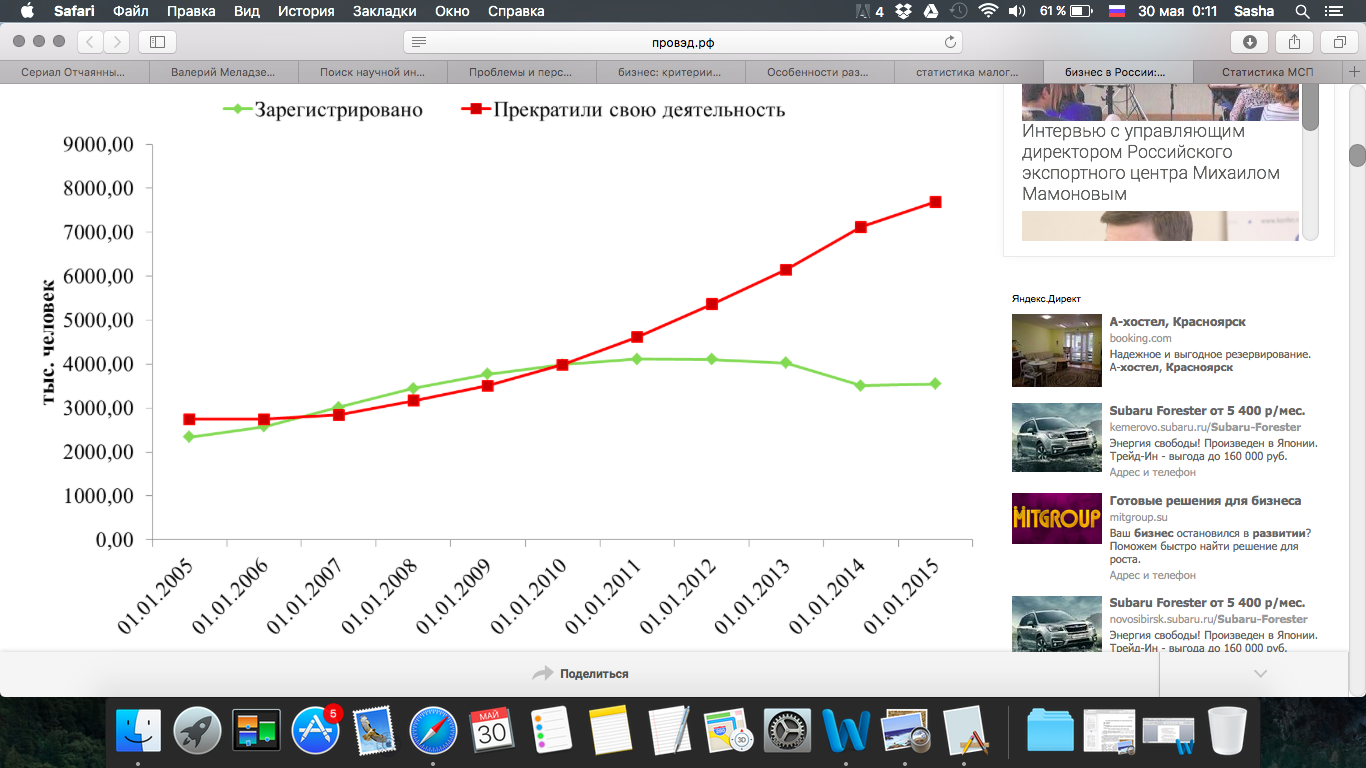 Safari Файл Правка Вид История Закладки Окно Справка 4 61 % 30 мая 0:11 Sasha
провэд.рф
Сериал Отчаянны... Валерий Меладзе... Поиск научной ин... Проблемы и перс... бизнес: критерии... Особенности раз... статистика малог... бизнес в России:... Статистика МСП
Зарегистрировано Прекратили свою деятельность
тыс. человек
9000,00
8000,00
7000,00
6000,00
5000,00
4000,00
3000,00
2000,00
1000,00
0,00
01.01.2005
01.01.2006
01.01.2007
01.01.2008
01.01.2009
01.01.2010
01.01.2011
01.01.2012
01.01.2013
01.01.2014
01.01.2015
Интервью с управляющим
директором Российского
экспортного центра Михаилом
Мамоновым
Яндекс.Директ
А-хостел, Красноярск
booking.com
Надежное и выгодное резервирование.
А-хостел, Красноярск
Subaru Forester от 5 400 р/мес.
kemerovo.subaru.ru/Subaru-Forester
Энергия свободы! Произведен в Японии.
Трейд-Ин - выгода до 160 000 руб.
Адрес и телефон
MITGROUP
Готовые решения для бизнеса
mitgroup.su
Ваш бизнес остановился в развитии?
Поможем быстро найти решение для
роста.
Адрес и телефон
Subaru Forester от 5 400 р/мес.
novosibirsk.subaru.ru/Subaru-Forester
Энергия свободы! Произведен в Японии.
Трейд-Ин - выгода до 160 000 руб.
Поделиться
5
МАЙ
30
3D